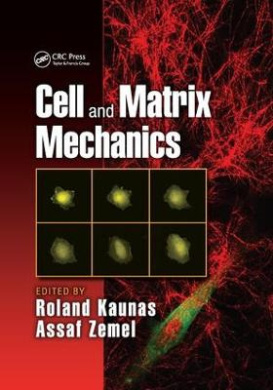 CRC Press
Taylor & Francis Group
Cell and Matrix
Mechanics
EDITED BY
Roland Kaunas
Assaf Zemel